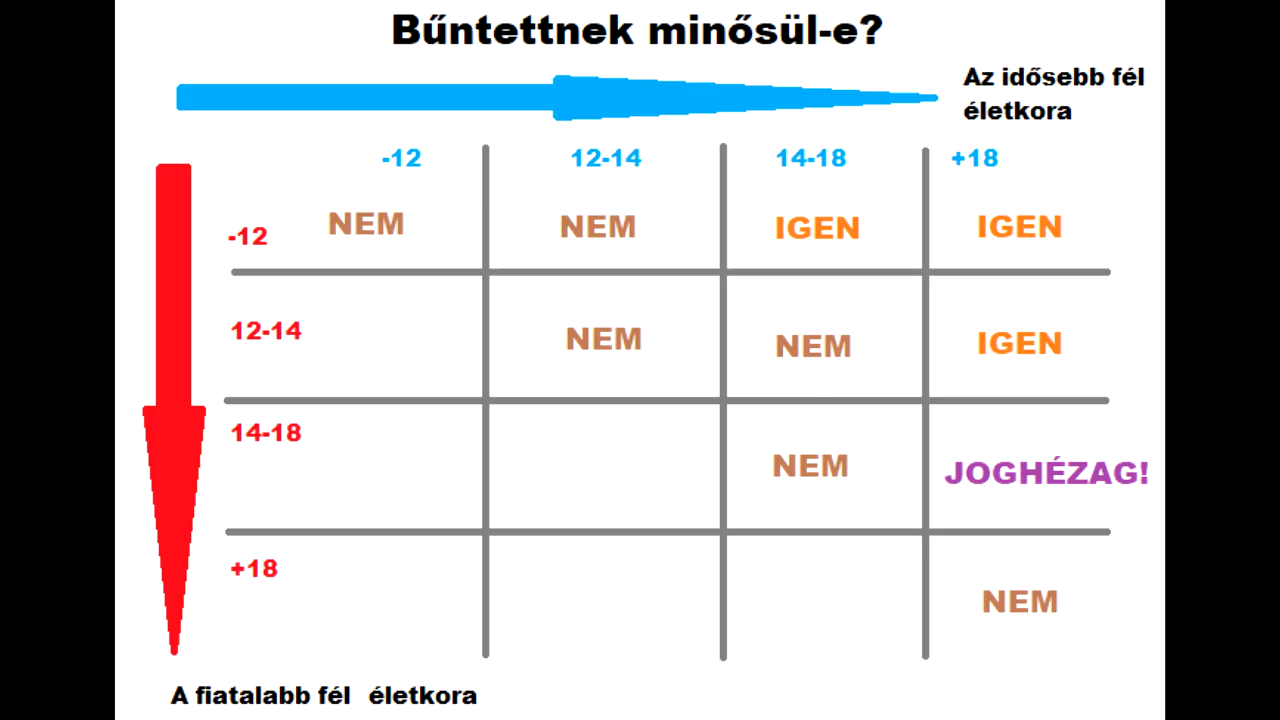 Bűntettnek minősül-e?
Az idősebb fél
életkora
-12 12-14 14-18 +18
-12 NEM NEM IGEN IGEN
12-14 NEM NEM IGEN
14-18 NEM JOGHÉZAG!
+18 NEM
A fiatalabb fél életkora